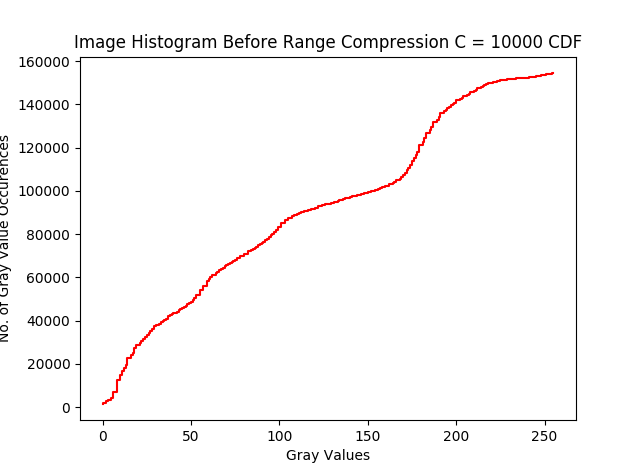 Image Histogram Before Range Compression C = 10000 CDF
160000
140000
120000
100000
80000
60000
40000
20000
0
No. of Gray Value Occurences
0 50 100 150 200 250
Gray Values